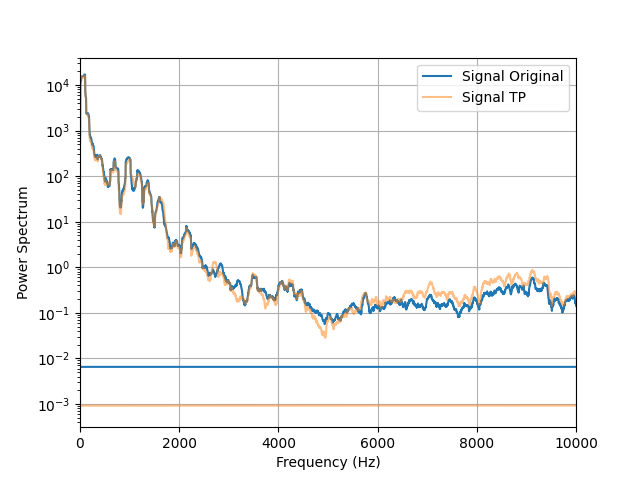 Signal Original
Signal TP
Power Spectrum
10⁴
10³
10²
10¹
10⁰
10⁻¹
10⁻²
10⁻³
0 2000 4000 6000 8000 10000
Frequency (Hz)